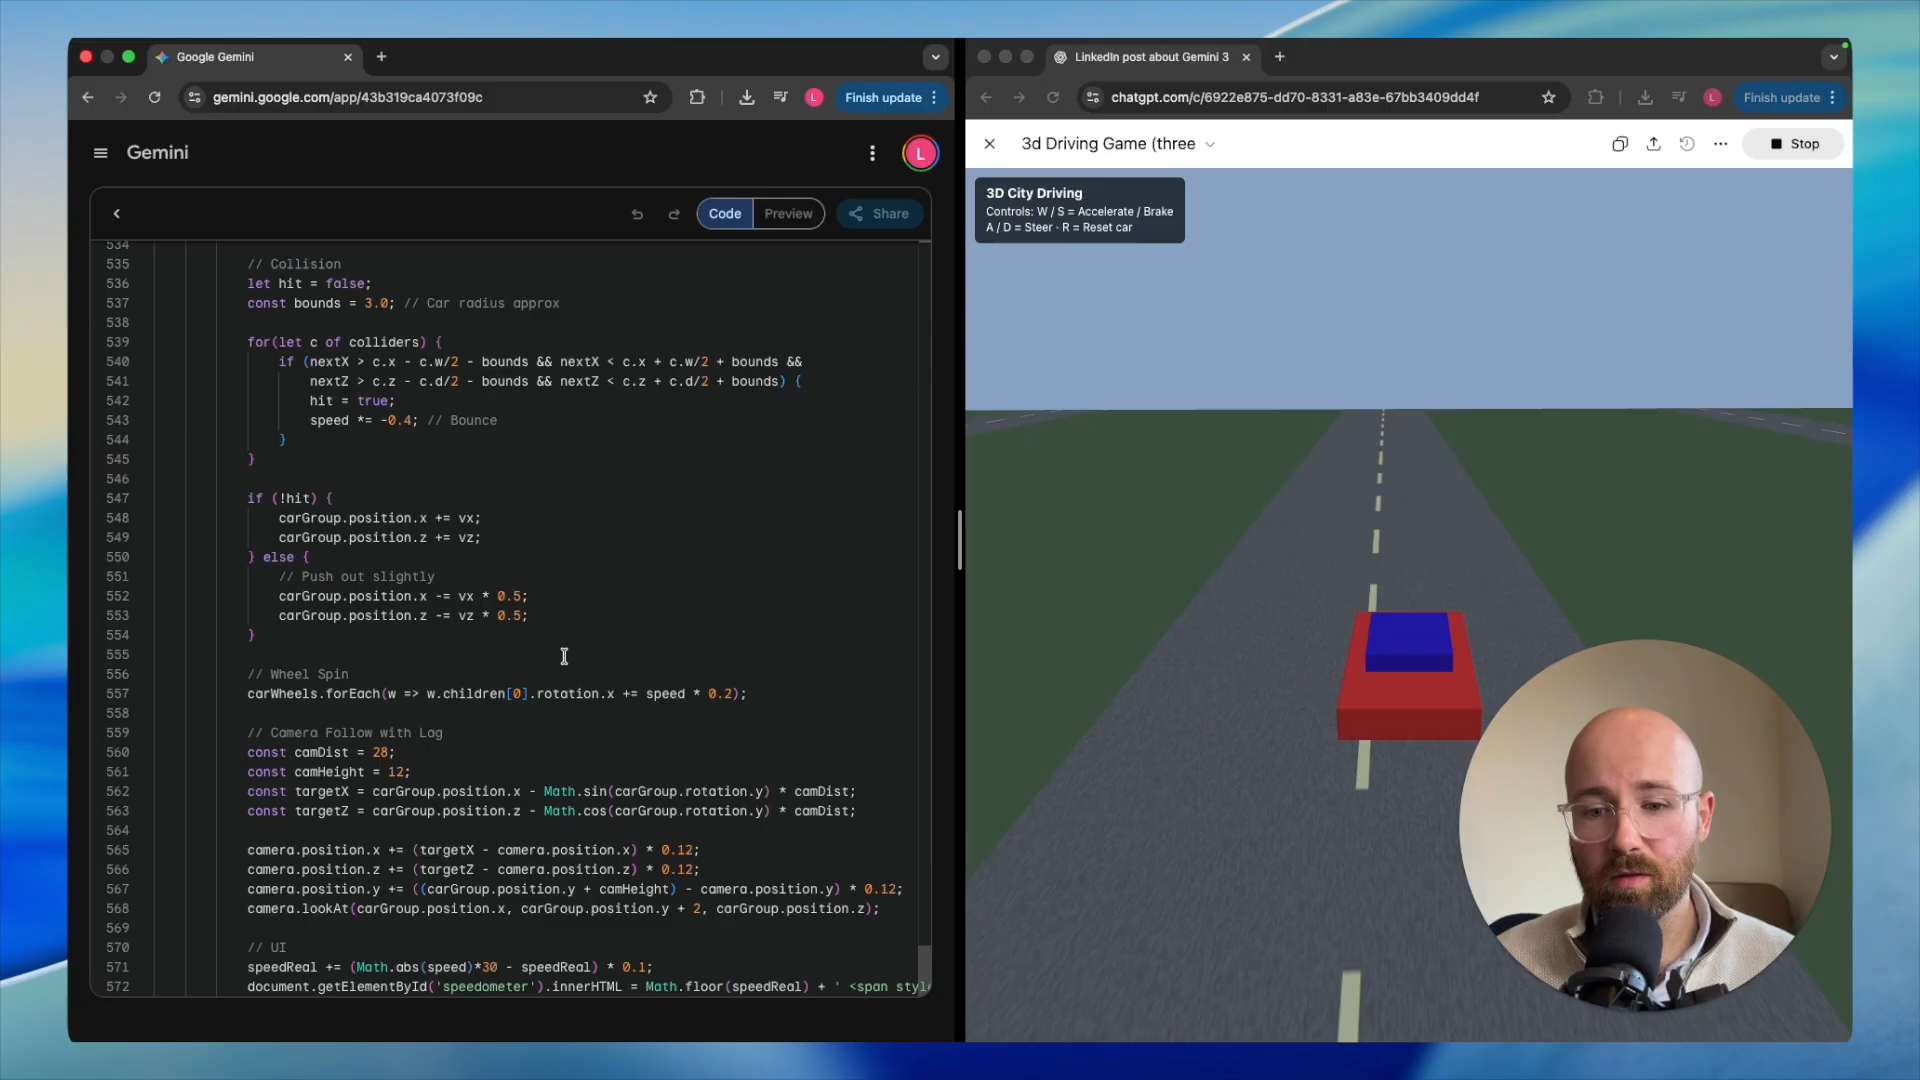 Google Gemini
gemini.google.com/app/43b319ca4073f09c
L
Finish update
Gemini
L
Code
Preview
Share
534
535 // Collision
536 let hit = false;
537 const bounds = 3.0; // Car radius approx
538
539 for(let c of colliders) {
540 if (nextX > c.x - c.w/2 - bounds && nextX < c.x + c.w/2 + bounds &&
541 nextZ > c.z - c.d/2 - bounds && nextZ < c.z + c.d/2 + bounds) {
542 hit = true;
543 speed *= -0.4; // Bounce
544 }
545 }
546
547 if (!hit) {
548 carGroup.position.x += vx;
549 carGroup.position.z += vz;
550 } else {
551 // Push out slightly
552 carGroup.position.x -= vx * 0.5;
553 carGroup.position.z -= vz * 0.5;
554 }
555
556 // Wheel Spin
557 carWheels.forEach(w => w.children[0].rotation.x += speed * 0.2);
558
559 // Camera Follow with Lag
560 const camDist = 28;
561 const camHeight = 12;
562 const targetX = carGroup.position.x - Math.sin(carGroup.rotation.y) * camDist;
563 const targetZ = carGroup.position.z - Math.cos(carGroup.rotation.y) * camDist;
564
565 camera.position.x += (targetX - camera.position.x) * 0.12;
566 camera.position.z += (targetZ - camera.position.z) * 0.12;
567 camera.position.y += ((carGroup.position.y + camHeight) - camera.position.y) * 0.12;
568 camera.lookAt(carGroup.position.x, carGroup.position.y + 2, carGroup.position.z);
569
570 // UI
571 speedReal += (Math.abs(speed)*30 - speedReal) * 0.1;
572 document.getElementById('speedometer').innerHTML = Math.floor(speedReal) + ' <span styl
LinkedIn post about Gemini 3
chatgpt.com/c/6922e875-dd70-8331-a83e-67bb3409dd4f
L
Finish update
3d Driving Game (three
Stop
3D City Driving
Controls: W / S = Accelerate / Brake
A / D = Steer · R = Reset car